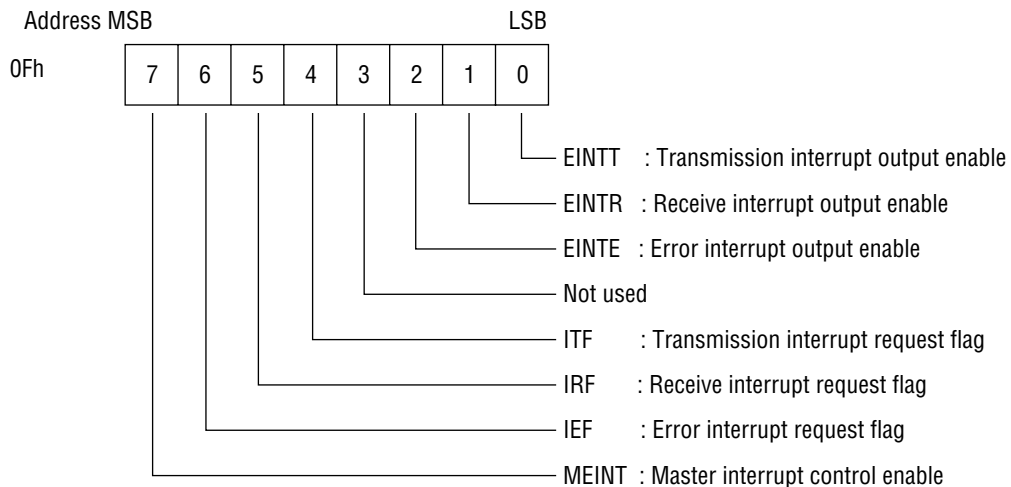 Address MSB LSB
0Fh 7 6 5 4 3 2 1 0
EINTT : Transmission interrupt output enable
EINTR : Receive interrupt output enable
EINTE : Error interrupt output enable
Not used
ITF : Transmission interrupt request flag
IRF : Receive interrupt request flag
IEF : Error interrupt request flag
MEINT : Master interrupt control enable